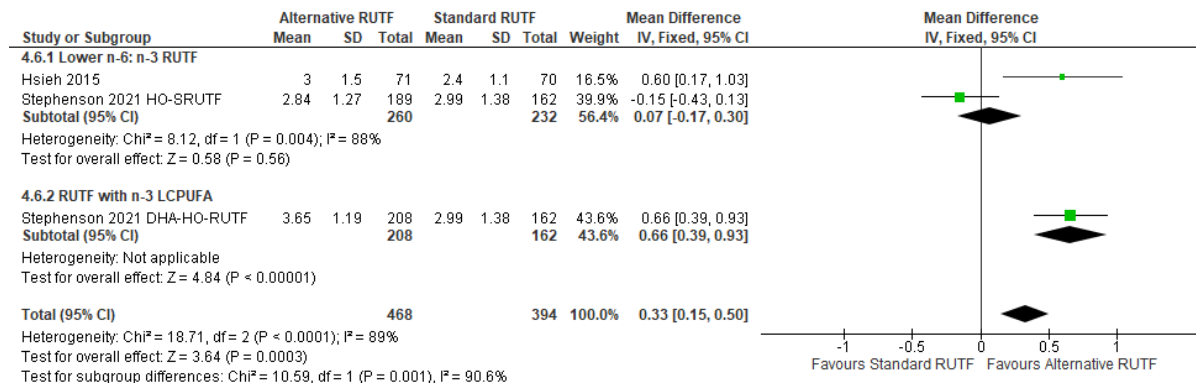 Alternative RUTF Standard RUTF Mean Difference Mean Difference
Study or Subgroup Mean SD Total Mean SD Total Weight IV, Fixed, 95% CI IV, Fixed, 95% CI
4.6.1 Lower n-6: n-3 RUTF
Hsieh 2015 3 1.5 71 2.4 1.1 70 16.5% 0.60 [0.17, 1.03]
Stephenson 2021 HO-SRUTF 2.84 1.27 189 2.99 1.38 162 39.9% -0.15 [-0.43, 0.13]
Subtotal (95% CI) 260 232 56.4% 0.07 [-0.17, 0.30]
Heterogeneity: Chi² = 8.12, df = 1 (P = 0.004); I² = 88%
Test for overall effect: Z = 0.58 (P = 0.56)
4.6.2 RUTF with n-3 LCPUFA
Stephenson 2021 DHA-HO-RUTF 3.65 1.19 208 2.99 1.38 162 43.6% 0.66 [0.39, 0.93]
Subtotal (95% CI) 208 162 43.6% 0.66 [0.39, 0.93]
Heterogeneity: Not applicable
Test for overall effect: Z = 4.84 (P < 0.00001)
Total (95% CI) 468 394 100.0% 0.33 [0.15, 0.50]
Heterogeneity: Chi² = 18.71, df = 2 (P < 0.0001); I² = 89%
Test for overall effect: Z = 3.64 (P = 0.0003)
Test for subgroup differences: Chi² = 10.59, df = 1 (P = 0.001), I² = 90.6%
-1 -0.5 0 0.5 1
Favours Standard RUTF Favours Alternative RUTF